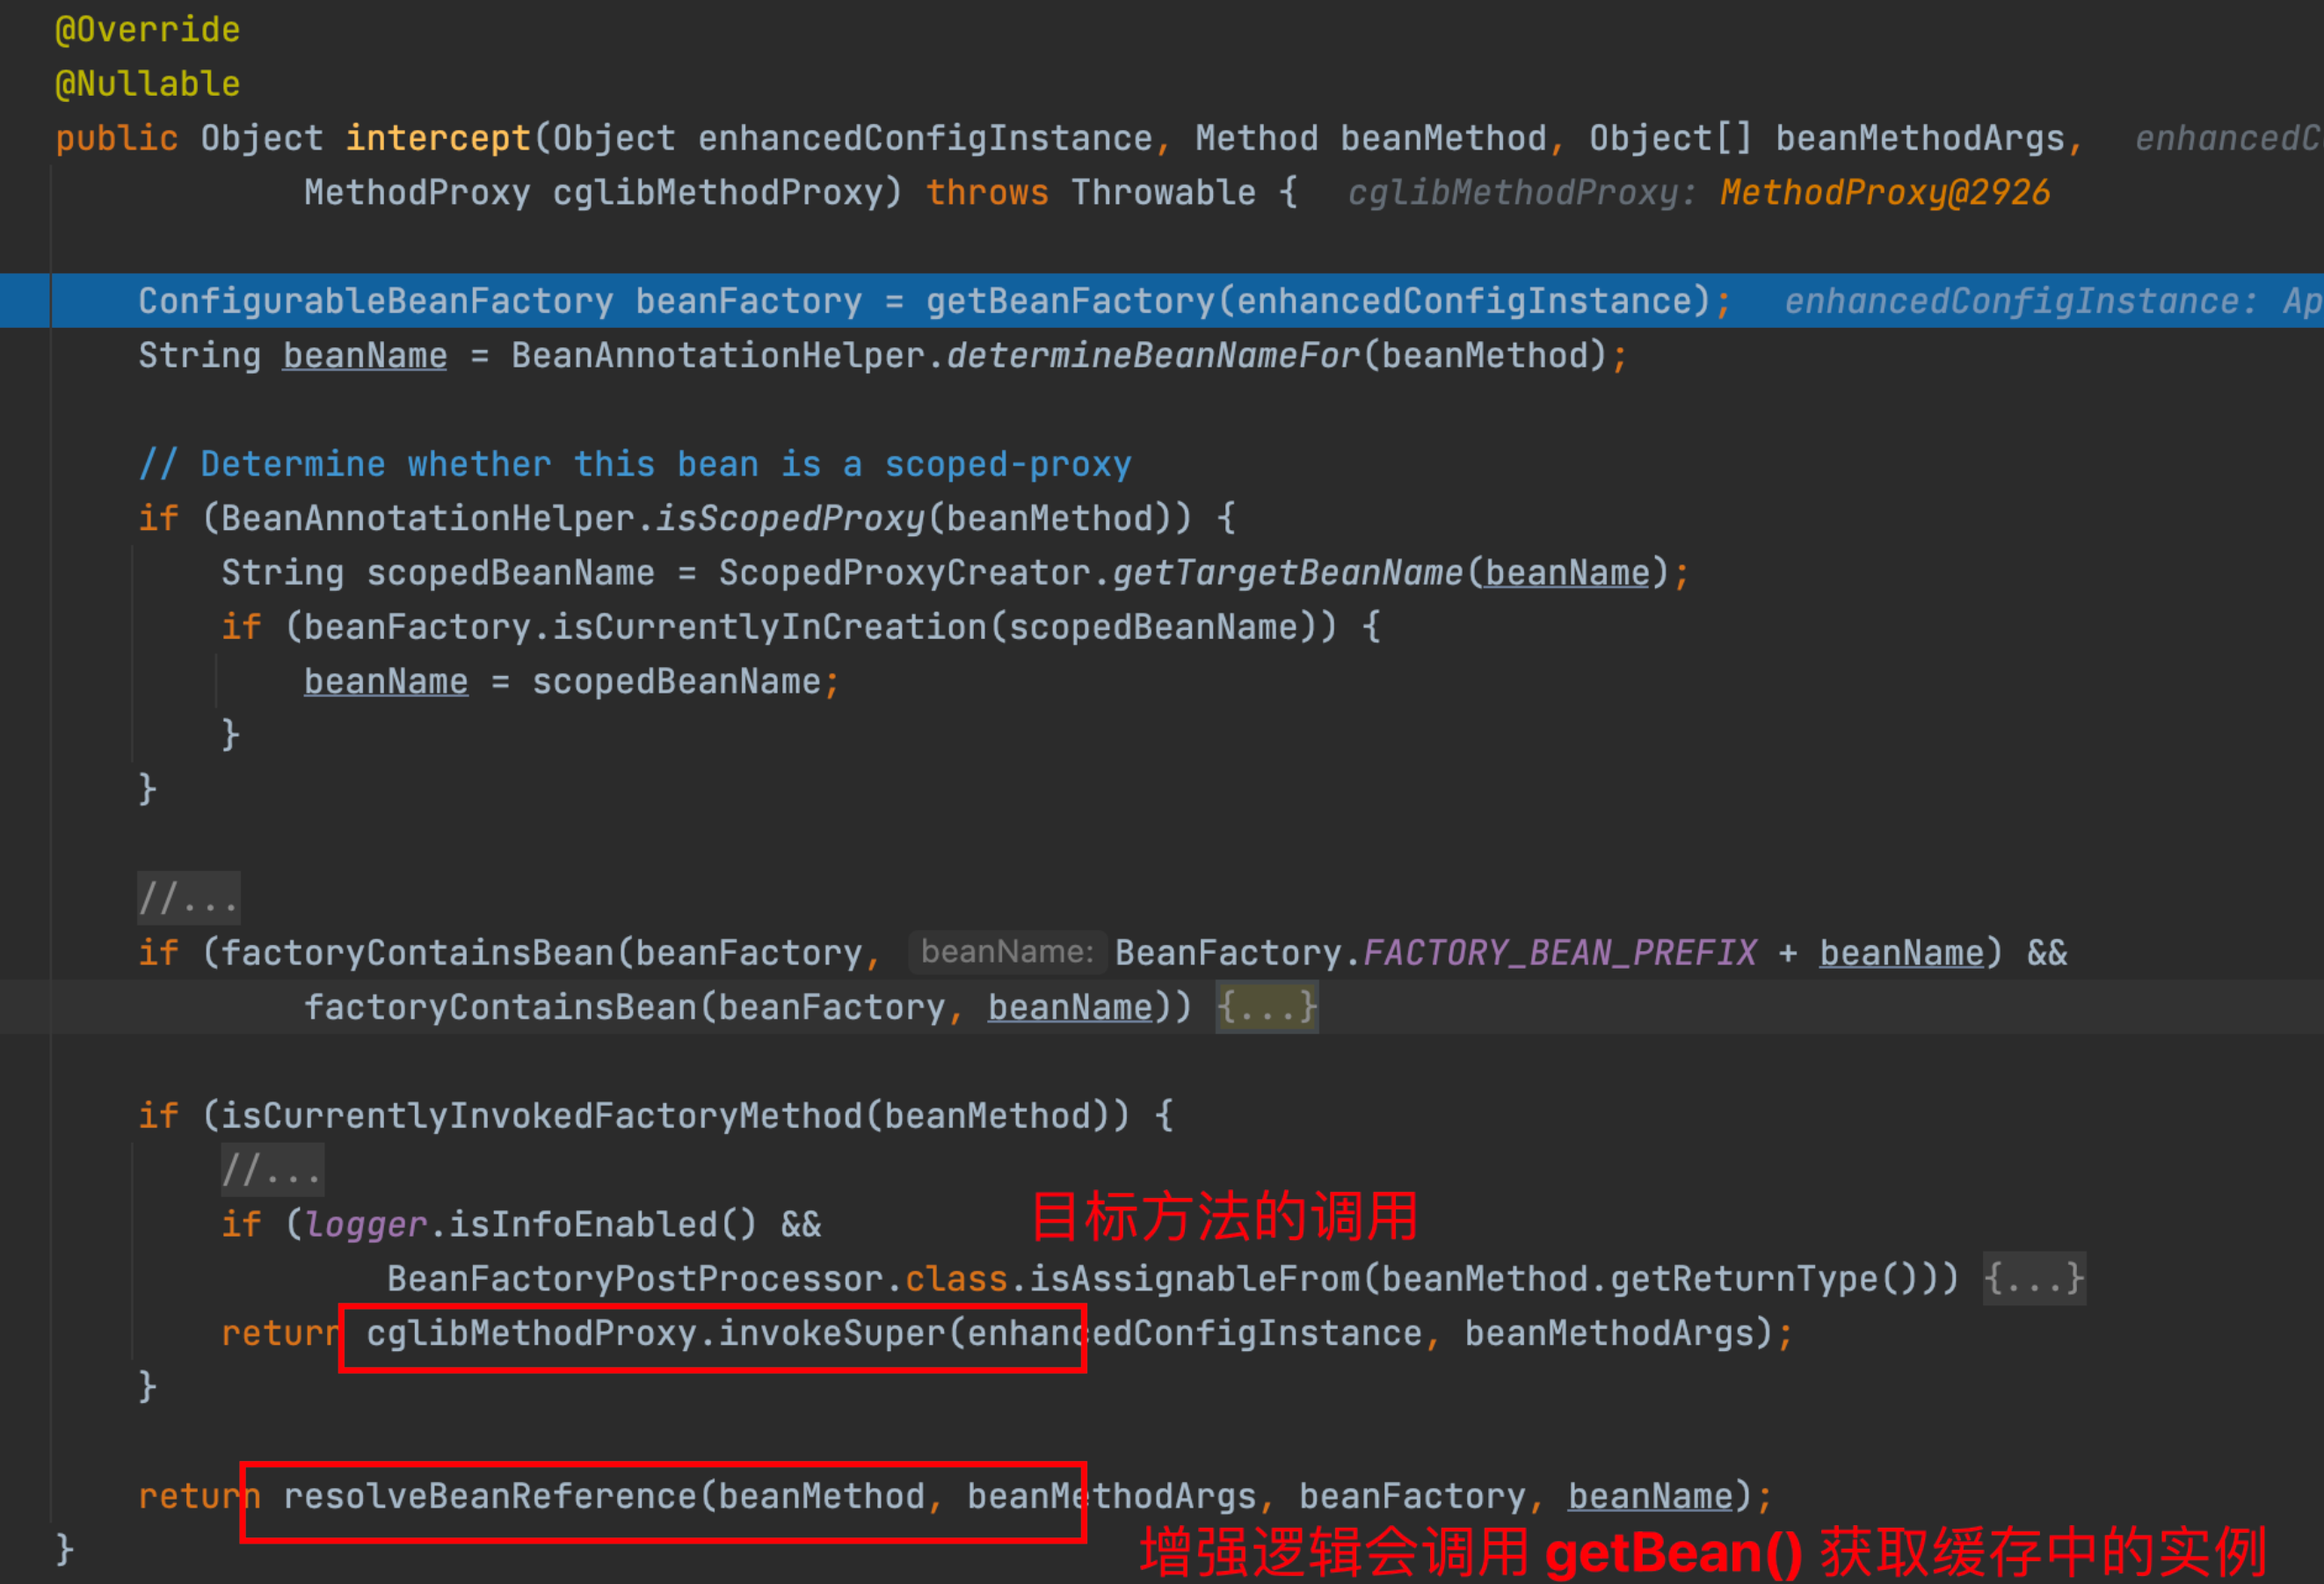 @Override
@Nullable
public Object intercept(Object enhancedConfigInstance, Method beanMethod, Object[] beanMethodArgs, enhancedC
MethodProxy cglibMethodProxy) throws Throwable { cglibMethodProxy: MethodProxy@2926
ConfigurableBeanFactory beanFactory = getBeanFactory(enhancedConfigInstance); enhancedConfigInstance: Ap
String beanName = BeanAnnotationHelper.determineBeanNameFor(beanMethod);
// Determine whether this bean is a scoped-proxy
if (BeanAnnotationHelper.isScopedProxy(beanMethod)) {
String scopedBeanName = ScopedProxyCreator.getTargetBeanName(beanName);
if (beanFactory.isCurrentlyInCreation(scopedBeanName)) {
beanName = scopedBeanName;
}
}
//...
if (factoryContainsBean(beanFactory, beanName: BeanFactory.FACTORY_BEAN_PREFIX + beanName) &&
factoryContainsBean(beanFactory, beanName)) {...}
if (isCurrentlyInvokedFactoryMethod(beanMethod)) {
//...
目标方法的调用
if (logger.isInfoEnabled() &&
BeanFactoryPostProcessor.class.isAssignableFrom(beanMethod.getReturnType())) {...}
return cglibMethodProxy.invokeSuper(enhancedConfigInstance, beanMethodArgs);
}
return resolveBeanReference(beanMethod, beanMethodArgs, beanFactory, beanName);
}
增强逻辑会调用 getBean() 获取缓存中的实例